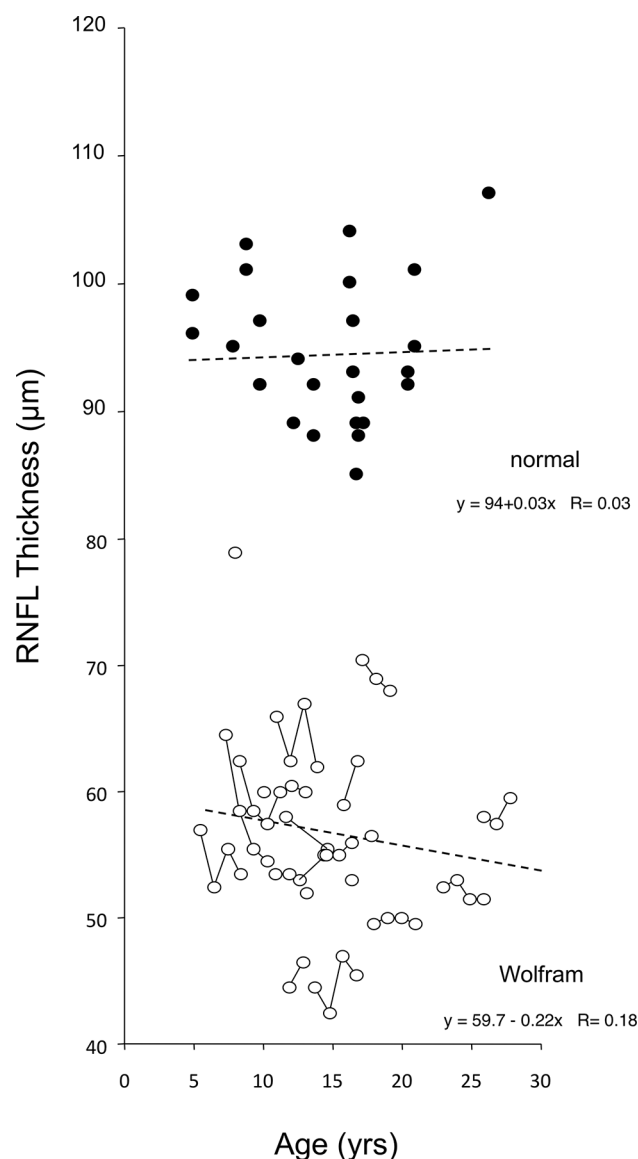 120
110
100
90
80
70
60
50
40
RNFL Thickness (µm)
normal
y = 94+0.03x R= 0.03
Wolfram
y = 59.7 - 0.22x R= 0.18
0 5 10 15 20 25 30
Age (yrs)